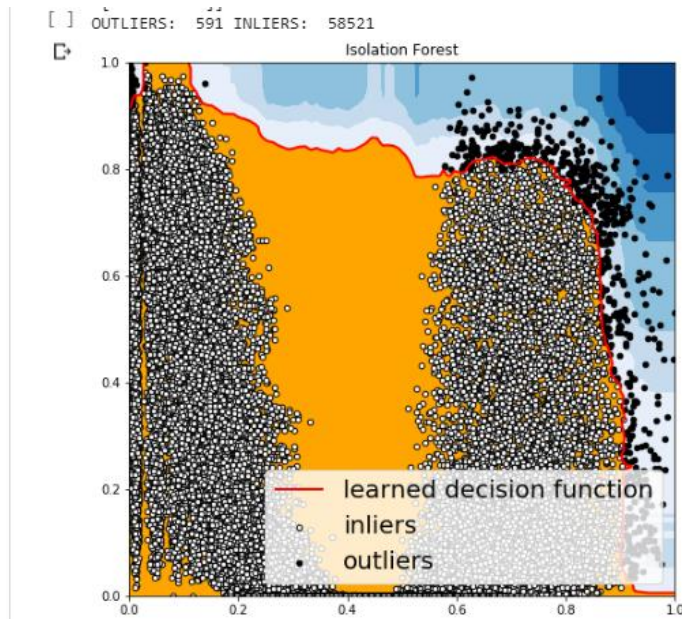 [ ] OUTLIERS: 591 INLIERS: 58521
Isolation Forest
1.0
0.8
0.6
0.4
0.2
0.0
learned decision function
inliers
outliers
0.0 0.2 0.4 0.6 0.8 1.0